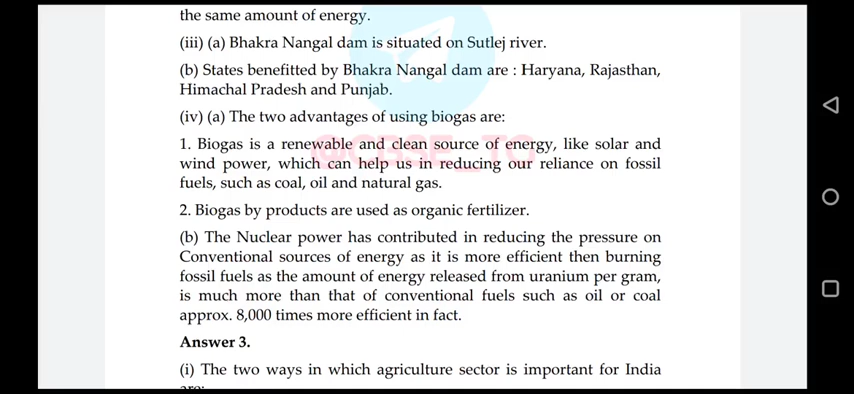 the same amount of energy.
(iii) (a) Bhakra Nangal dam is situated on Sutlej river.
(b) States benefitted by Bhakra Nangal dam are : Haryana, Rajasthan,
Himachal Pradesh and Punjab.
(iv) (a) The two advantages of using biogas are:
@CBSE_TO
1. Biogas is a renewable and clean source of energy, like solar and
wind power, which can help us in reducing our reliance on fossil
fuels, such as coal, oil and natural gas.
2. Biogas by products are used as organic fertilizer.
(b) The Nuclear power has contributed in reducing the pressure on
Conventional sources of energy as it is more efficient then burning
fossil fuels as the amount of energy released from uranium per gram,
is much more than that of conventional fuels such as oil or coal
approx. 8,000 times more efficient in fact.
Answer 3.
(i) The two ways in which agriculture sector is important for India
are: